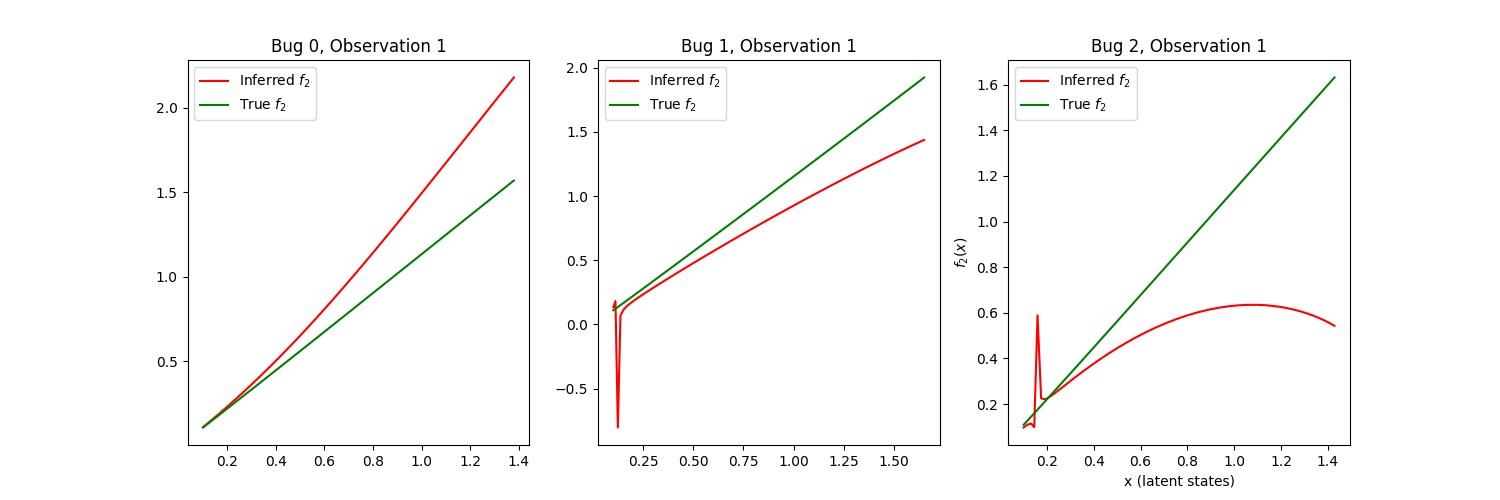 Bug 0, Observation 1
Inferred f₂
True f₂
2.0
1.5
1.0
0.5
0.2 0.4 0.6 0.8 1.0 1.2 1.4
Bug 1, Observation 1
Inferred f₂
True f₂
2.0
1.5
1.0
0.5
0.0
−0.5
0.25 0.50 0.75 1.00 1.25 1.50
Bug 2, Observation 1
Inferred f₂
True f₂
1.6
1.4
1.2
1.0
0.8
0.6
0.4
0.2
f₂(x)
0.2 0.4 0.6 0.8 1.0 1.2 1.4
x (latent states)